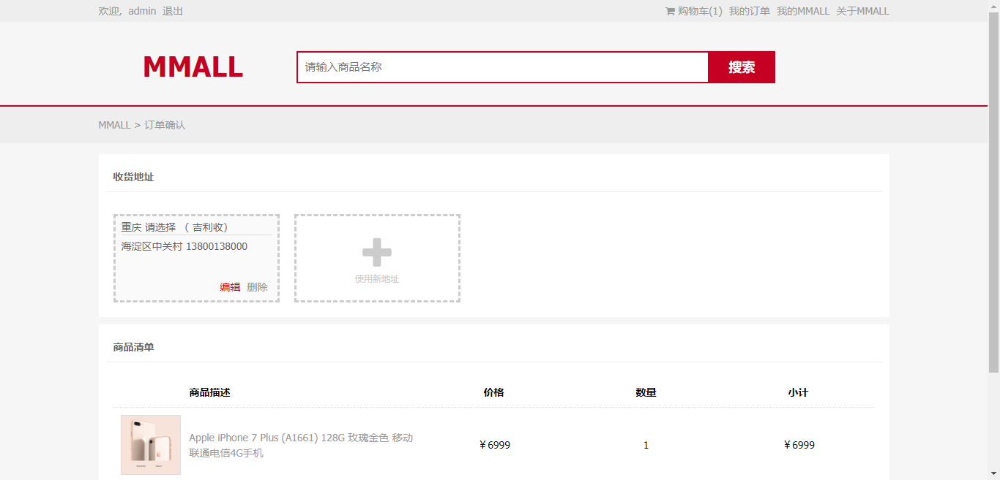 欢迎, admin 退出
购物车(1) 我的订单 我的MMALL 关于MMALL
MMALL
请输入商品名称
搜索
MMALL > 订单确认
收货地址
重庆 请选择 ( 吉利收)
海淀区中关村 13800138000
编辑 删除
使用新地址
商品清单
商品描述 价格 数量 小计
Apple iPhone 7 Plus (A1661) 128G 玫瑰金色 移动
联通电信4G手机
￥6999 1 ￥6999